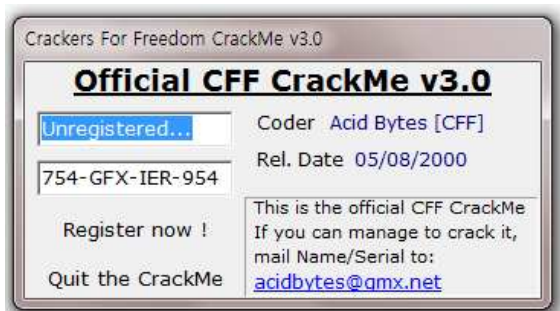 Crackers For Freedom CrackMe v3.0
Official CFF CrackMe v3.0
Unregistered...
Coder Acid Bytes [CFF]
754-GFX-IER-954
Rel. Date 05/08/2000
Register now !
Quit the CrackMe
This is the official CFF CrackMe
If you can manage to crack it,
mail Name/Serial to:
acidbytes@gmx.net